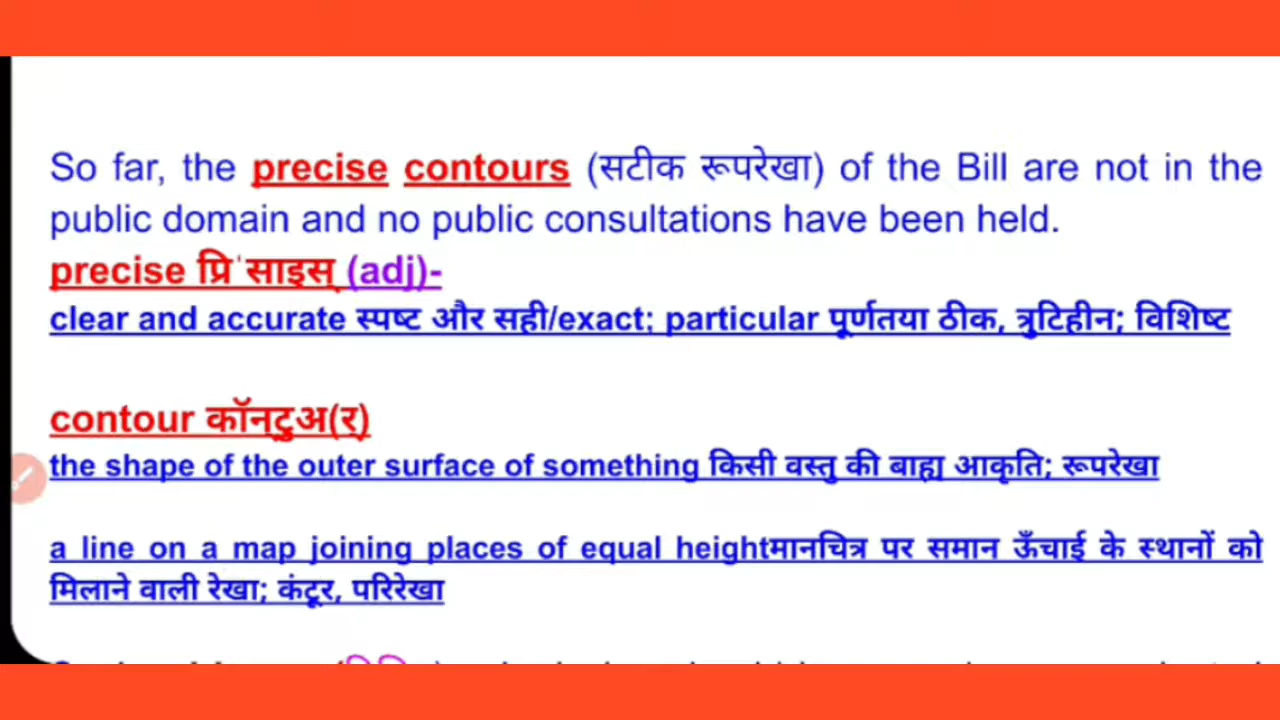 So far, the precise contours (सटीक रूपरेखा) of the Bill are not in the
public domain and no public consultations have been held.
precise प्रिˈसाइस् (adj)-
clear and accurate स्पष्ट और सही/exact; particular पूर्णतया ठीक, त्रुटिहीन; विशिष्ट
contour कॉन्टुअ(र्)
the shape of the outer surface of something किसी वस्तु की बाह्य आकृति; रूपरेखा
a line on a map joining places of equal heightमानचित्र पर समान ऊँचाई के स्थानों को
मिलाने वाली रेखा; कंटूर, परिरेखा